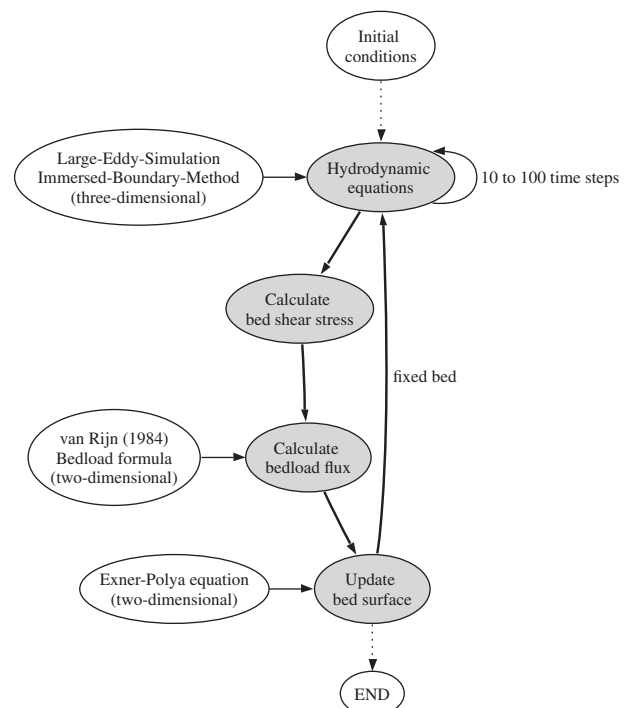 Initial
conditions
Large-Eddy-Simulation
Immersed-Boundary-Method
(three-dimensional)
Hydrodynamic
equations
10 to 100 time steps
Calculate
bed shear stress
fixed bed
van Rijn (1984)
Bedload formula
(two-dimensional)
Calculate
bedload flux
Exner-Polya equation
(two-dimensional)
Update
bed surface
END